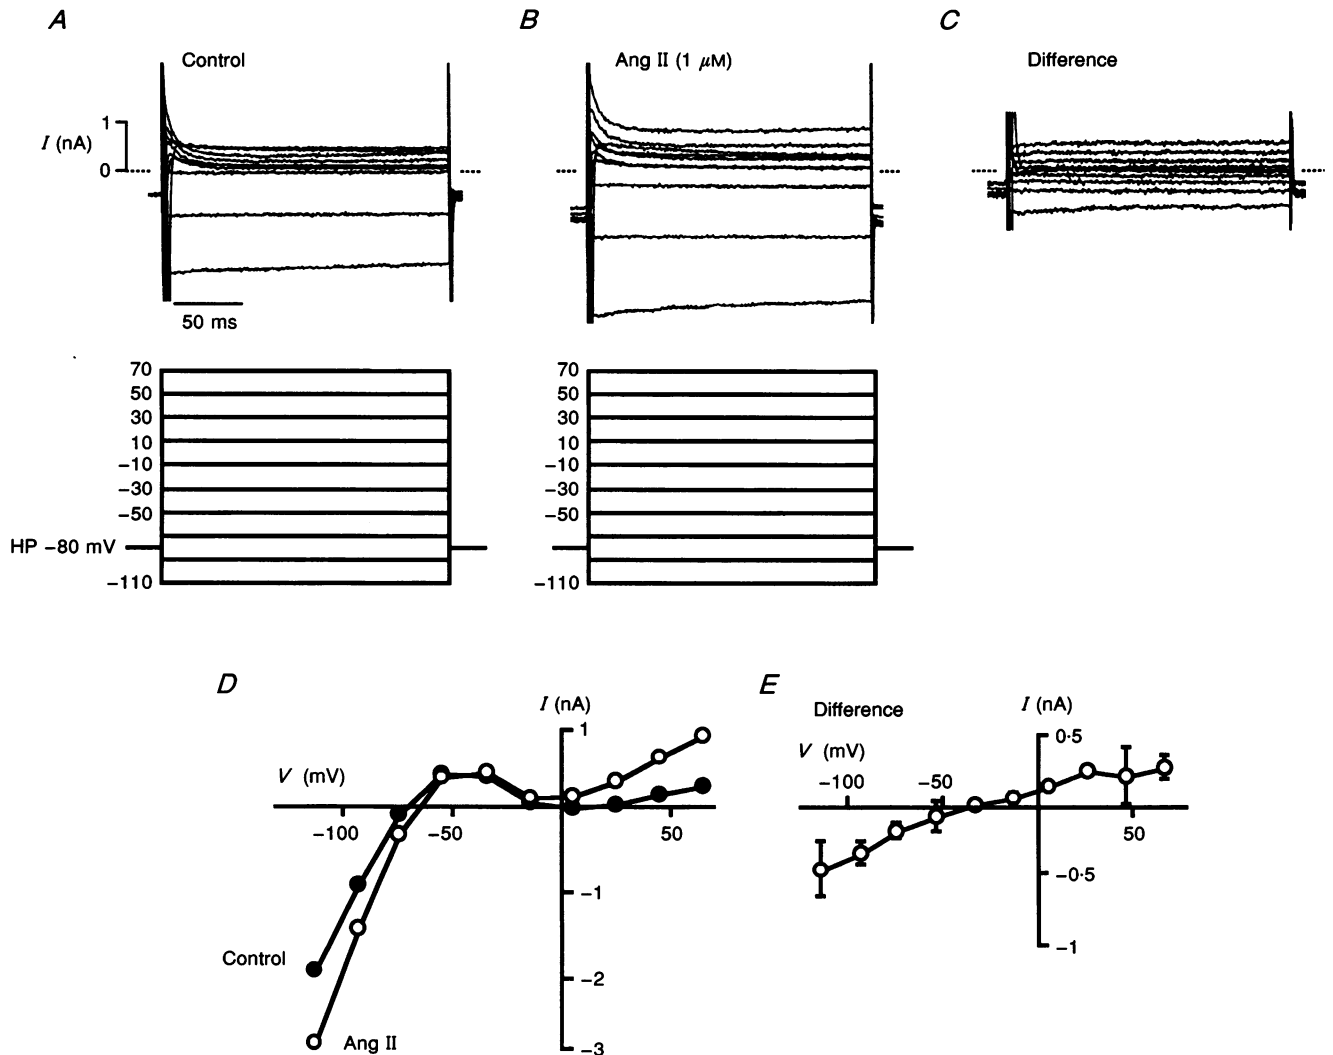 A
B
C
Control
Ang II (1 μM)
Difference
1
I (nA)
0
50 ms
70
50
30
10
−10
−30
−50
HP −80 mV
−110
70
50
30
10
−10
−30
−50
−110
D
E
I (nA)
1
V (mV)
−100
−50
50
−1
−2
−3
Control
Ang II
Difference
I (nA)
0·5
V (mV)
−100
−50
50
−0·5
−1